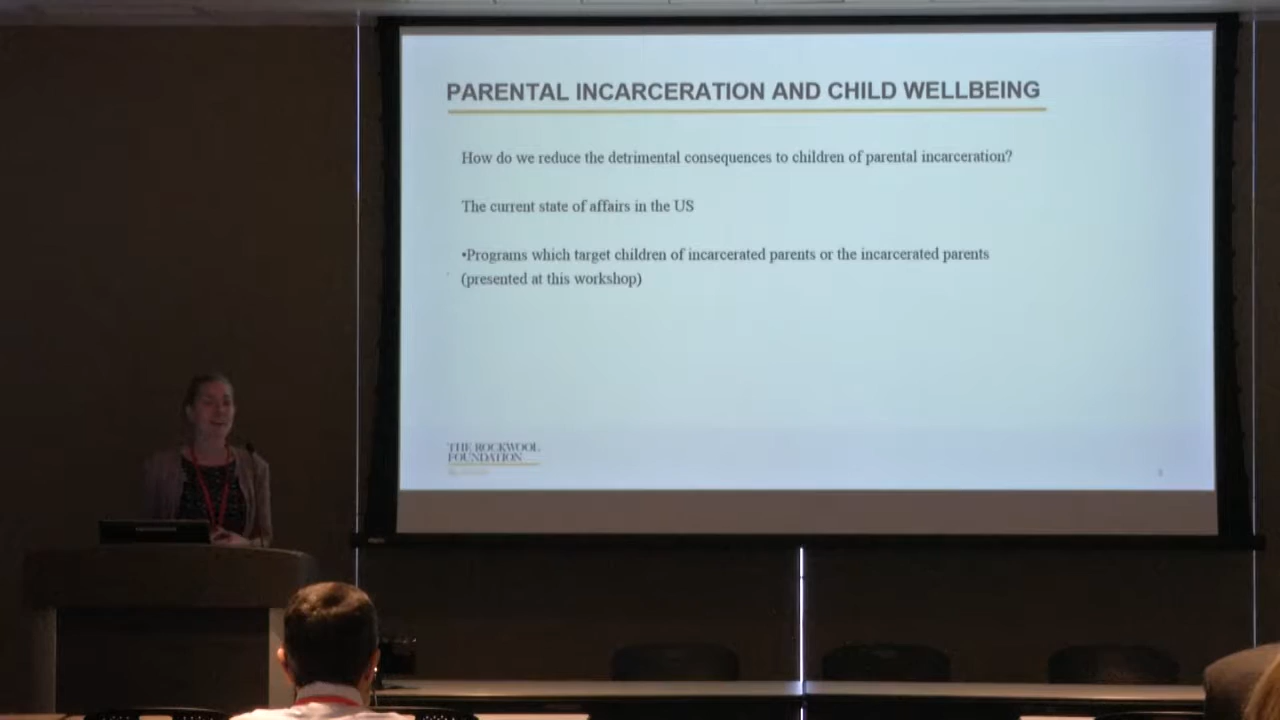 PARENTAL INCARCERATION AND CHILD WELLBEING
How do we reduce the detrimental consequences to children of parental incarceration?
The current state of affairs in the US
•Programs which target children of incarcerated parents or the incarcerated parents
(presented at this workshop)
THE ROCKWOOL
FOUNDATION